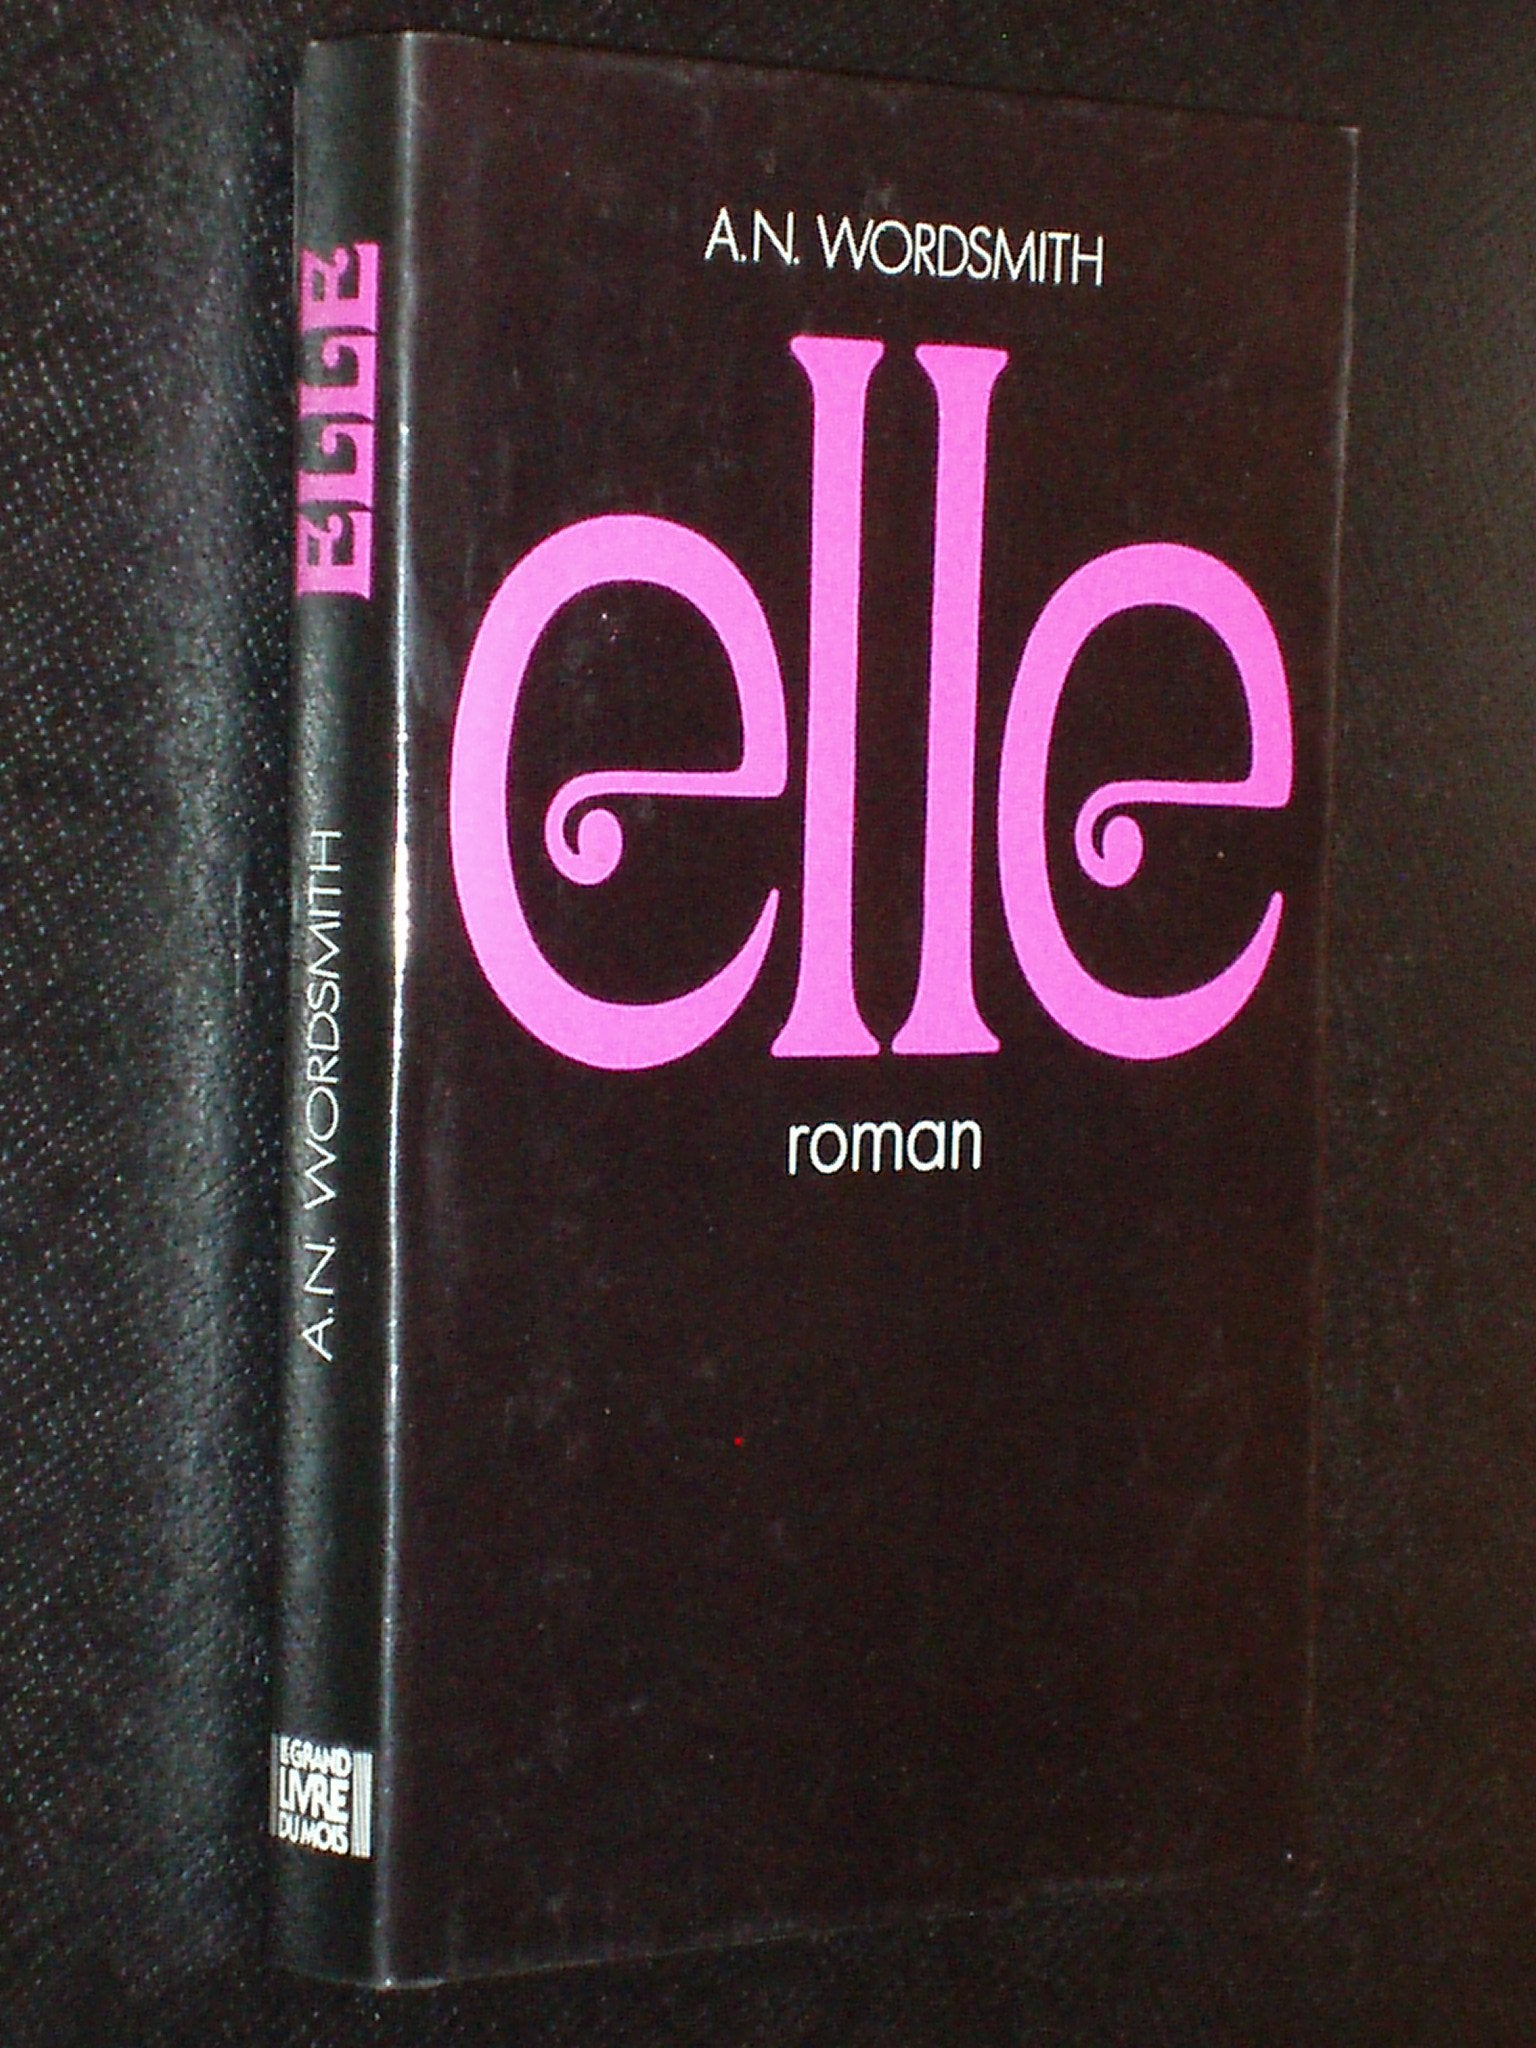 A.N. WORDSMITH
elle
roman
ELLE
A.N. WORDSMITH
LE GRAND
LIVRE
DU MOIS